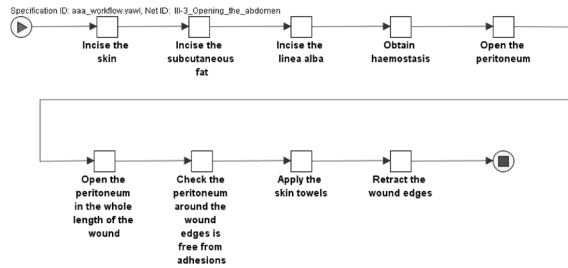 Specification ID: aaa_workflow.yawl, Net ID: III-3_Opening_the_abdomen
Incise the
skin
Incise the
subcutaneous
fat
Incise the
linea alba
Obtain
haemostasis
Open the
peritoneum
Open the
peritoneum
in the whole
length of the
wound
Check the
peritoneum
around the
wound
edges is
free from
adhesions
Apply the
skin towels
Retract the
wound edges